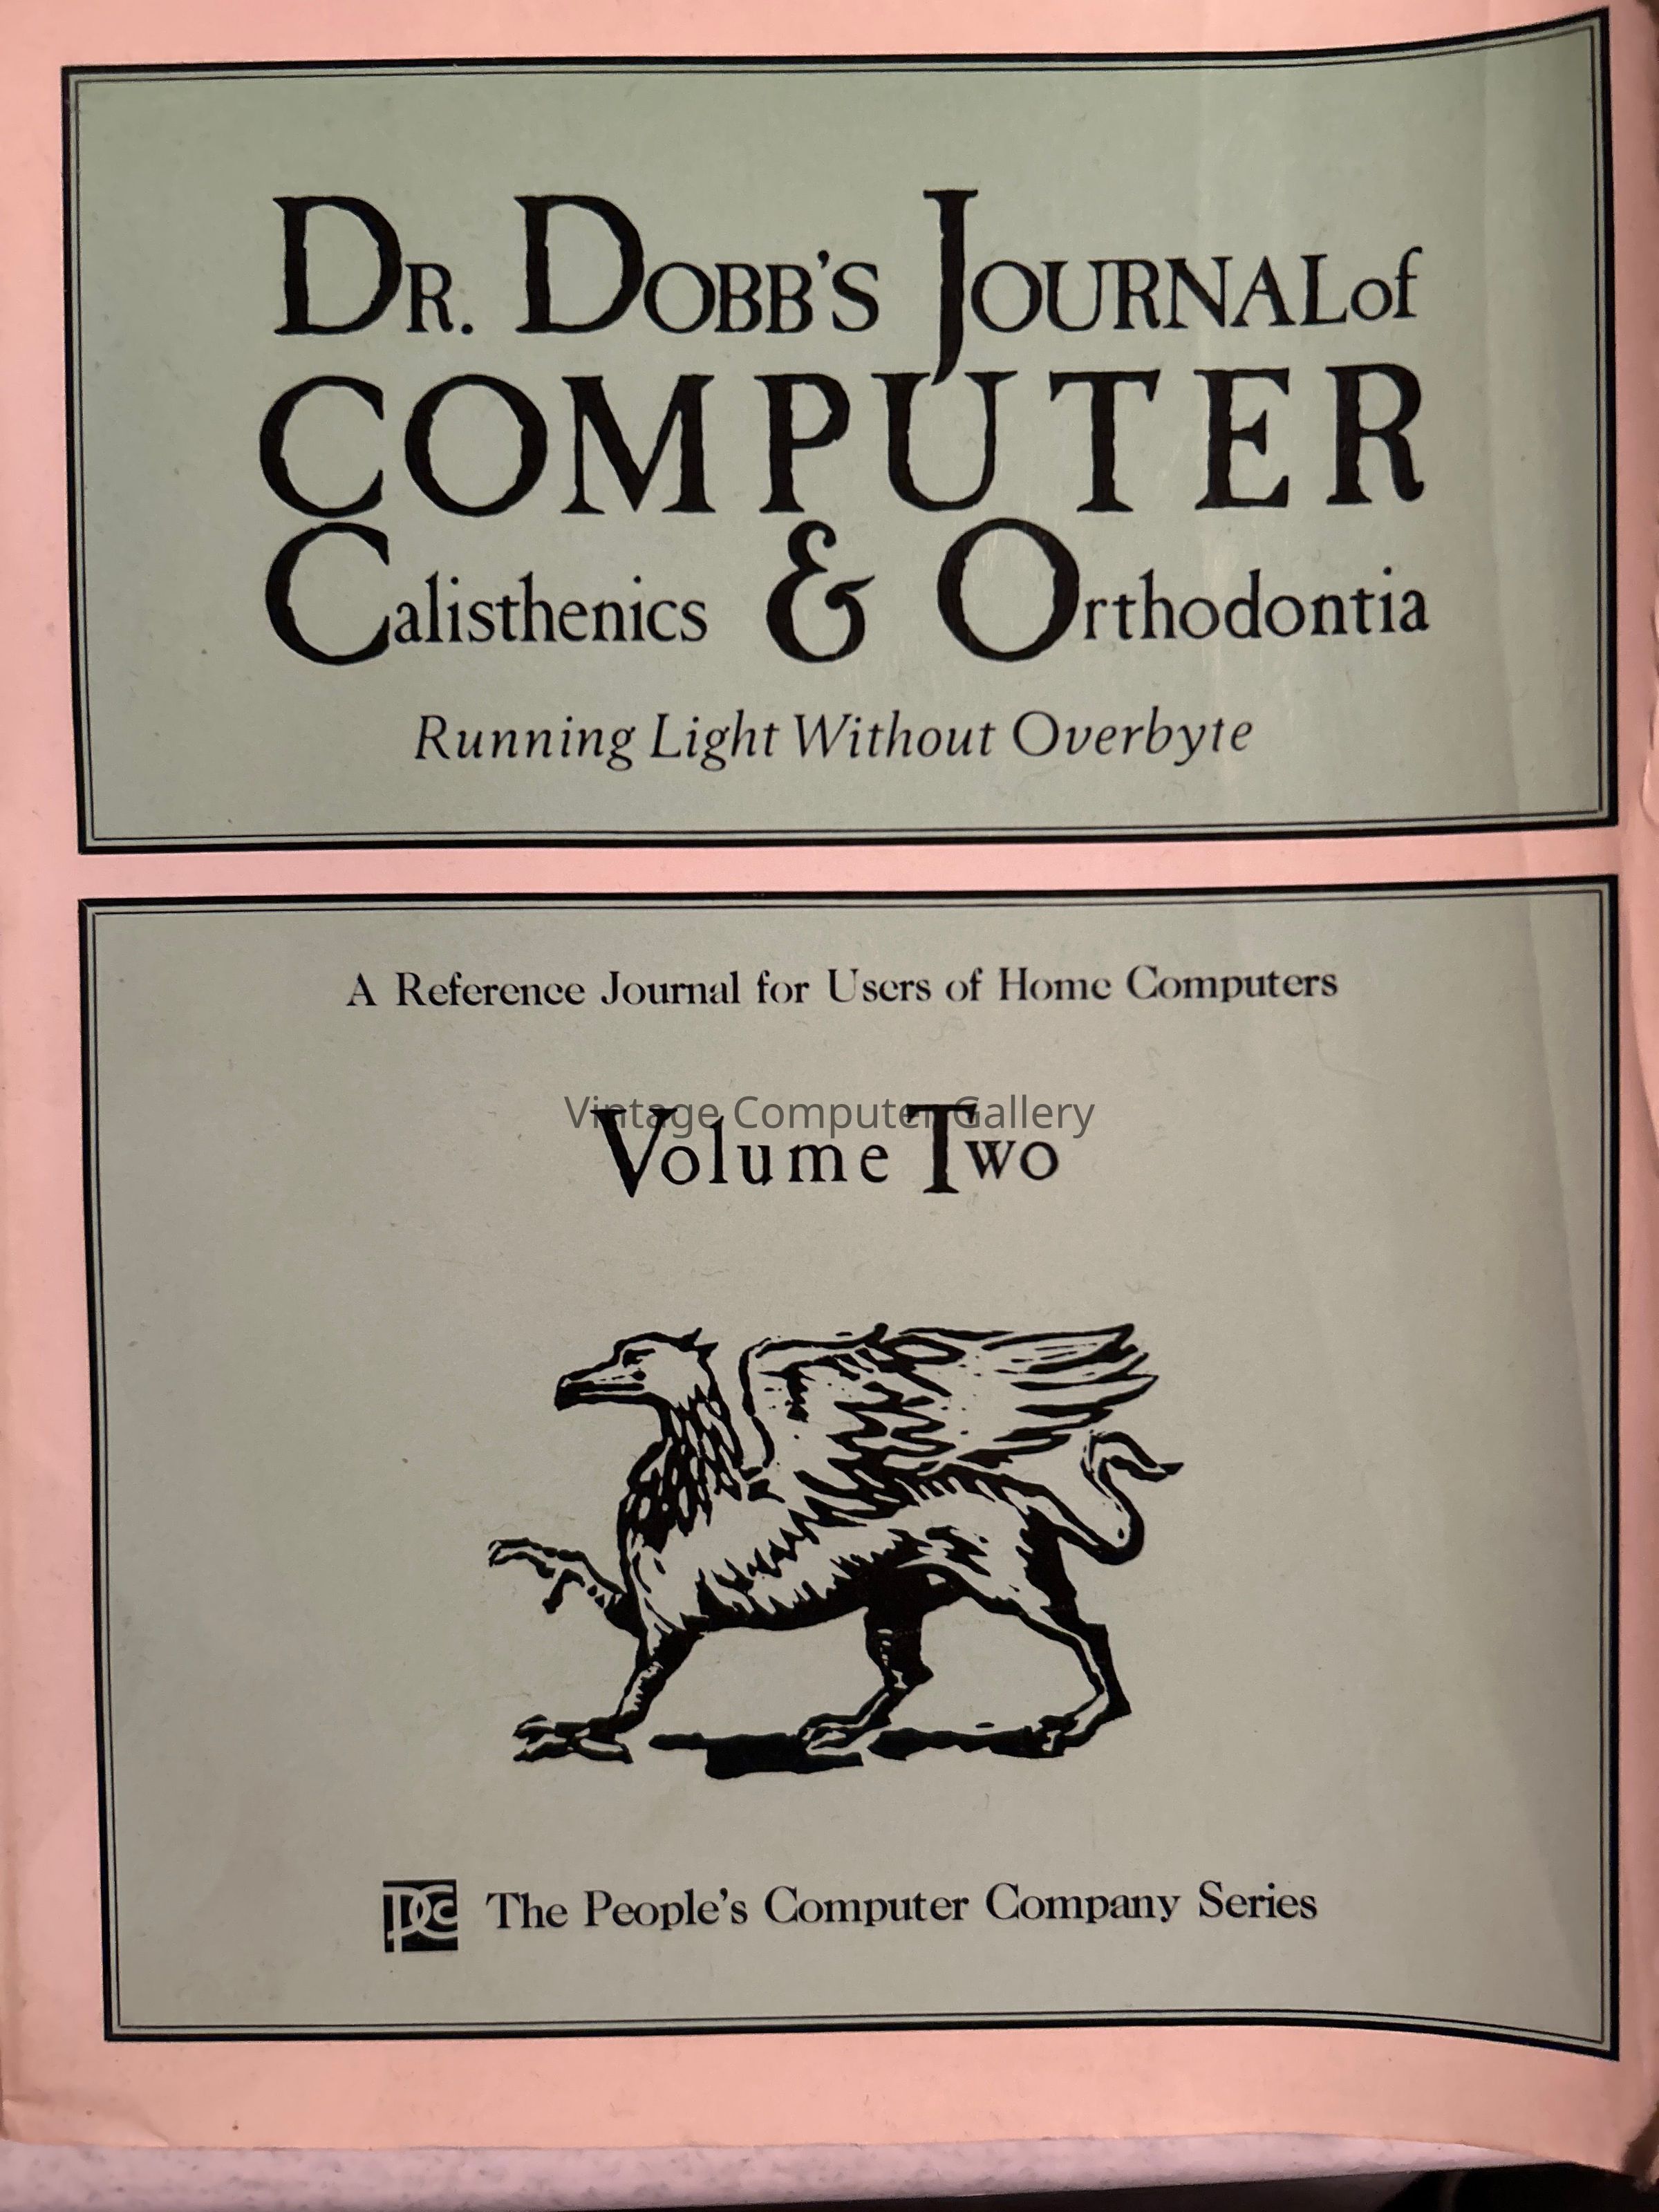 DR. DOBB'S JOURNAL of
COMPUTER
Calisthenics & Orthodontia
Running Light Without Overbyte
A Reference Journal for Users of Home Computers
Vintage Computer Gallery
Volume Two
PCC The People's Computer Company Series